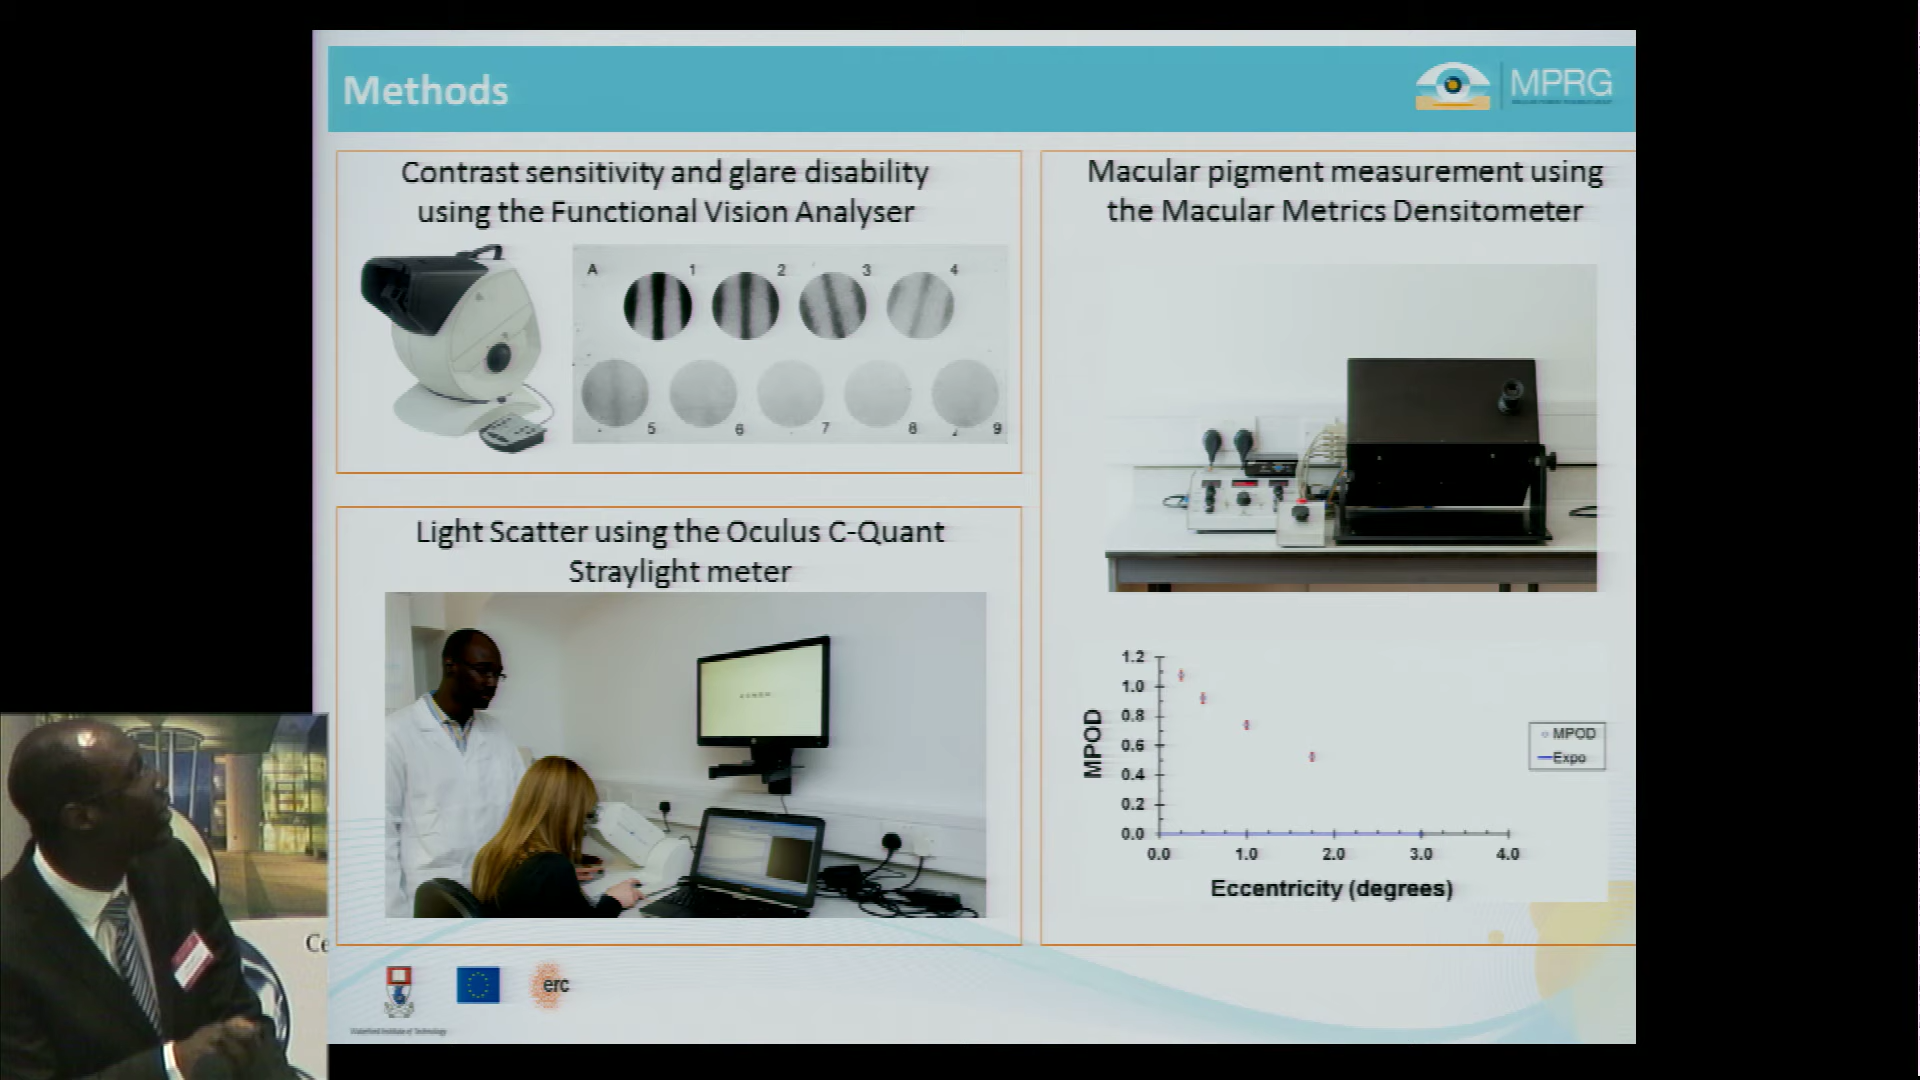 Methods
MPRG
Contrast sensitivity and glare disability
using the Functional Vision Analyser
A 1 2 3 4
5 6 7 8 9
Light Scatter using the Oculus C-Quant
Straylight meter
Macular pigment measurement using
the Macular Metrics Densitometer
1.2
1.0
0.8
0.6
0.4
0.2
0.0
MPOD
0.0 1.0 2.0 3.0 4.0
Eccentricity (degrees)
MPOD
Expo
Ce
erc
Waterford Institute of Technology